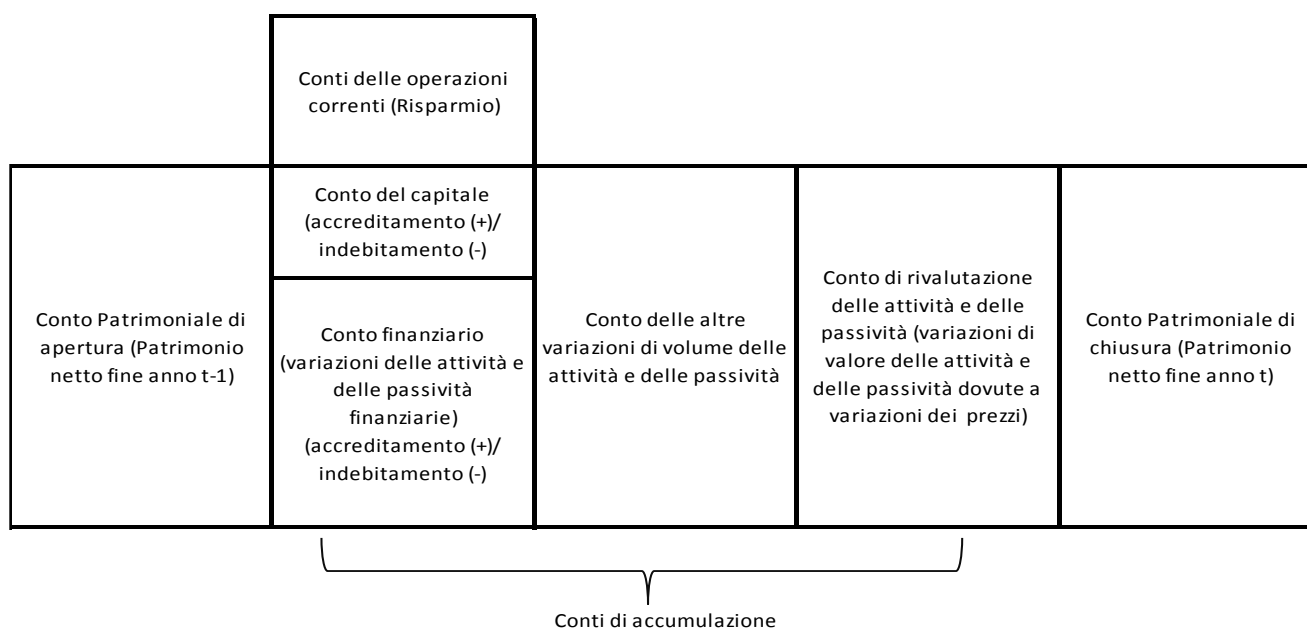 Conti delle operazioni
correnti (Risparmio)
Conto Patrimoniale di
apertura (Patrimonio
netto fine anno t-1)
Conto del capitale
(accreditamento (+)/
indebitamento (-)
Conto finanziario
(variazioni delle attività e
delle passività
finanziarie)
(accreditamento (+)/
indebitamento (-)
Conto delle altre
variazioni di volume delle
attività e delle passività
Conto di rivalutazione
delle attività e delle
passività (variazioni di
valore delle attività e
delle passività dovute a
variazioni dei prezzi)
Conto Patrimoniale di
chiusura (Patrimonio
netto fine anno t)
Conti di accumulazione